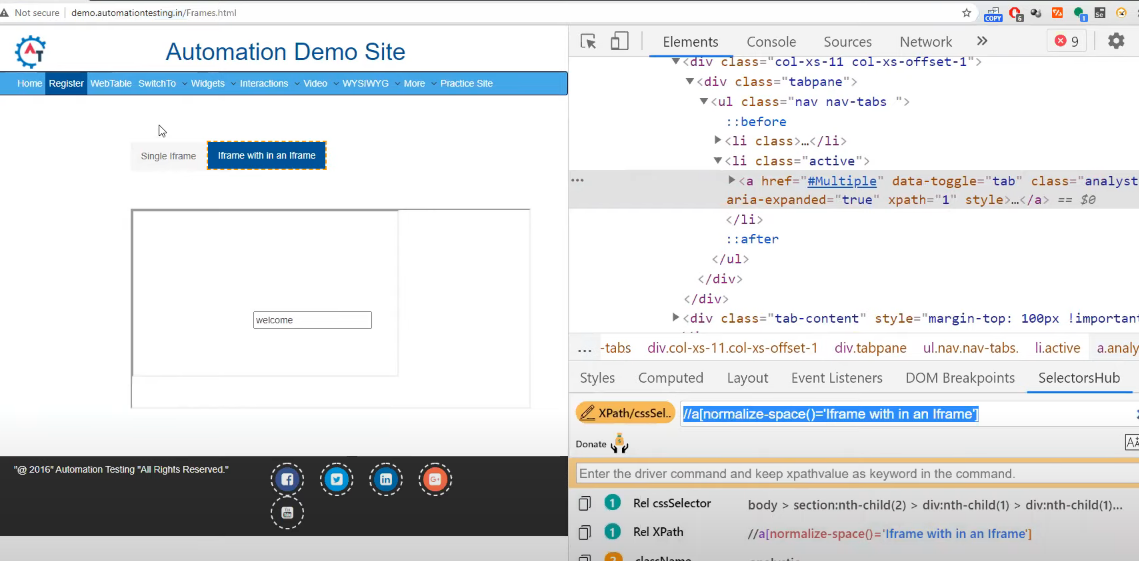 Not secure | demo.automationtesting.in/Frames.html
COPY 6 1 Se
AT Automation Demo Site
Home Register WebTable SwitchTo Widgets Interactions Video WYSIWYG More Practice Site
Single Iframe Iframe with in an Iframe
welcome
"@ 2016" Automation Testing "All Rights Reserved."
f in G+
You
Elements Console Sources Network » 9
▼<div class="col-xs-11 col-xs-offset-1">
▼<div class="tabpane">
▼<ul class="nav nav-tabs ">
::before
▶<li class>…</li>
▼<li class="active">
… ▶<a href="#Multiple" data-toggle="tab" class="analyst
aria-expanded="true" xpath="1" style>…</a> == $0
</li>
::after
</ul>
</div>
</div>
▶<div class="tab-content" style="margin-top: 100px !important
… -tabs div.col-xs-11.col-xs-offset-1 div.tabpane ul.nav.nav-tabs. li.active a.analy
Styles Computed Layout Event Listeners DOM Breakpoints SelectorsHub
XPath/cssSel.. //a[normalize-space()='Iframe with in an Iframe']
Donate
Enter the driver command and keep xpathvalue as keyword in the command.
1 Rel cssSelector body > section:nth-child(2) > div:nth-child(1) > div:nth-child(1)...
1 Rel XPath //a[normalize-space()='Iframe with in an Iframe']